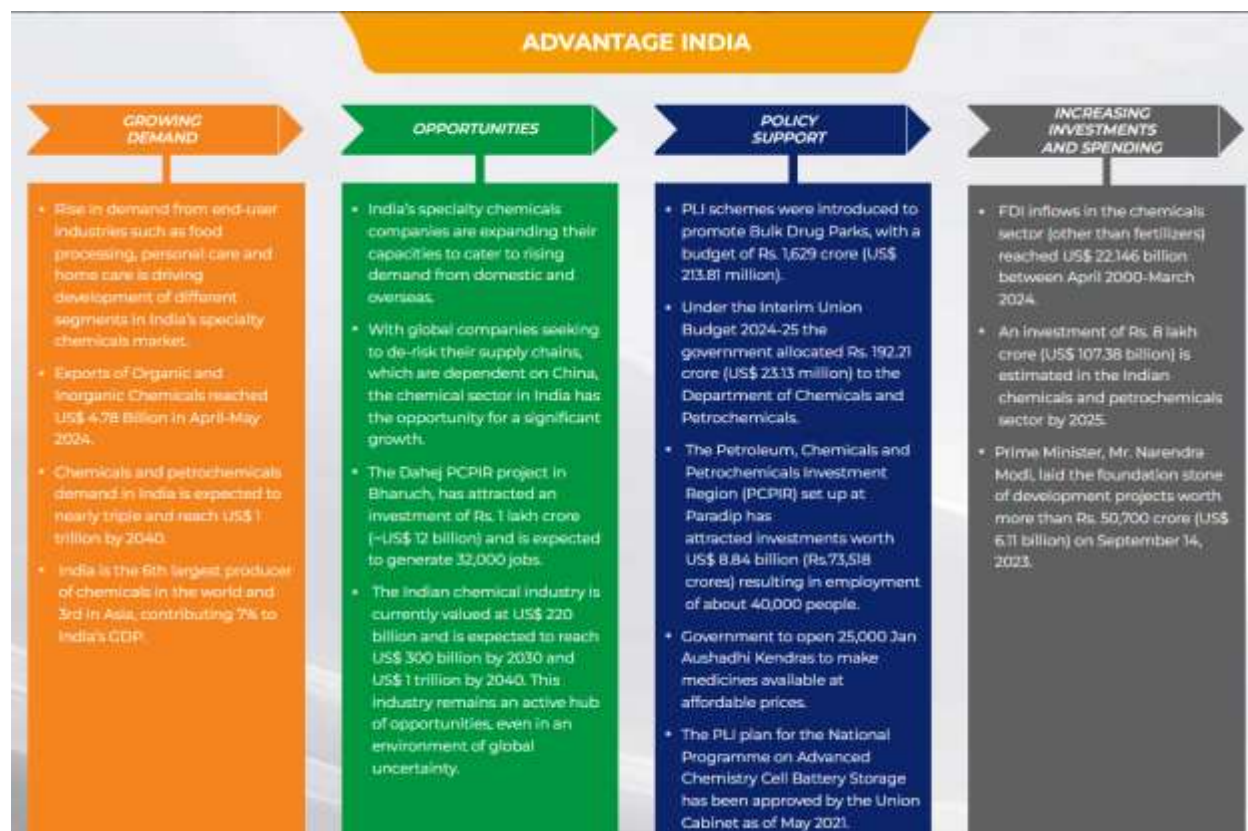 ADVANTAGE INDIA
GROWING
DEMAND
• Rise in demand from end-user
industries such as food
processing, personal care and
home care is driving
development of different
segments in India's specialty
chemicals market.
• Exports of Organic and
Inorganic Chemicals reached
US$ 4.78 Billion in April-May
2024.
• Chemicals and petrochemicals
demand in India is expected to
nearly triple and reach US$ 1
trillion by 2040.
• India is the 6th largest producer
of chemicals in the world and
3rd in Asia, contributing 7% to
India's GDP.
OPPORTUNITIES
• India's specialty chemicals
companies are expanding their
capacities to cater to rising
demand from domestic and
overseas.
• With global companies seeking
to de-risk their supply chains,
which are dependent on China,
the chemical sector in India has
the opportunity for a significant
growth.
• The Dahej PCPIR project in
Bharuch, has attracted an
investment of Rs. 1 lakh crore
(~US$ 12 billion) and is expected
to generate 32,000 jobs.
• The Indian chemical industry is
currently valued at US$ 220
billion and is expected to reach
US$ 300 billion by 2030 and
US$ 1 trillion by 2040. This
industry remains an active hub
of opportunities, even in an
environment of global
uncertainty.
POLICY
SUPPORT
• PLI schemes were introduced to
promote Bulk Drug Parks, with a
budget of Rs. 1,629 crore (US$
213.81 million).
• Under the Interim Union
Budget 2024-25 the
government allocated Rs. 192.21
crore (US$ 23.13 million) to the
Department of Chemicals and
Petrochemicals.
• The Petroleum, Chemicals and
Petrochemicals Investment
Region (PCPIR) set up at
Paradip has
attracted investments worth
US$ 8.84 billion (Rs.73,518
crores) resulting in employment
of about 40,000 people.
• Government to open 25,000 Jan
Aushadhi Kendras to make
medicines available at
affordable prices.
• The PLI plan for the National
Programme on Advanced
Chemistry Cell Battery Storage
has been approved by the Union
Cabinet as of May 2021.
INCREASING
INVESTMENTS
AND SPENDING
• FDI inflows in the chemicals
sector (other than fertilizers)
reached US$ 22.146 billion
between April 2000-March
2024.
• An investment of Rs. 8 lakh
crore (US$ 107.38 billion) is
estimated in the Indian
chemicals and petrochemicals
sector by 2025.
• Prime Minister, Mr. Narendra
Modi, laid the foundation stone
of development projects worth
more than Rs. 50,700 crore (US$
6.11 billion) on September 14,
2023.